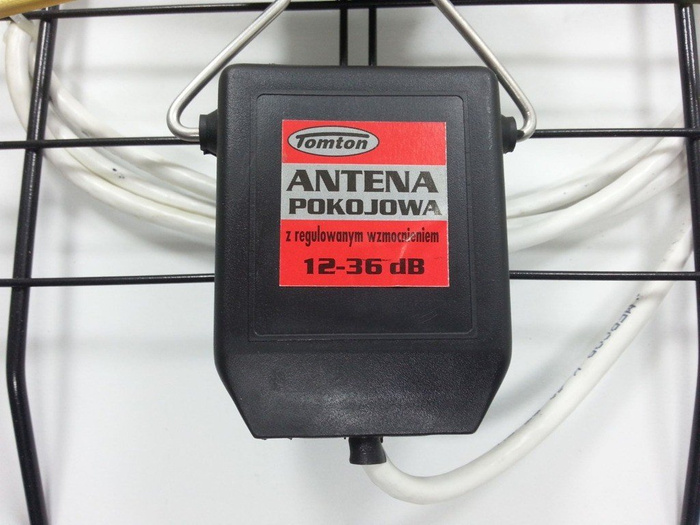 Tomton
ANTENA
POKOJOWA
z regulowanym wzmocnieniem
12-36 dB